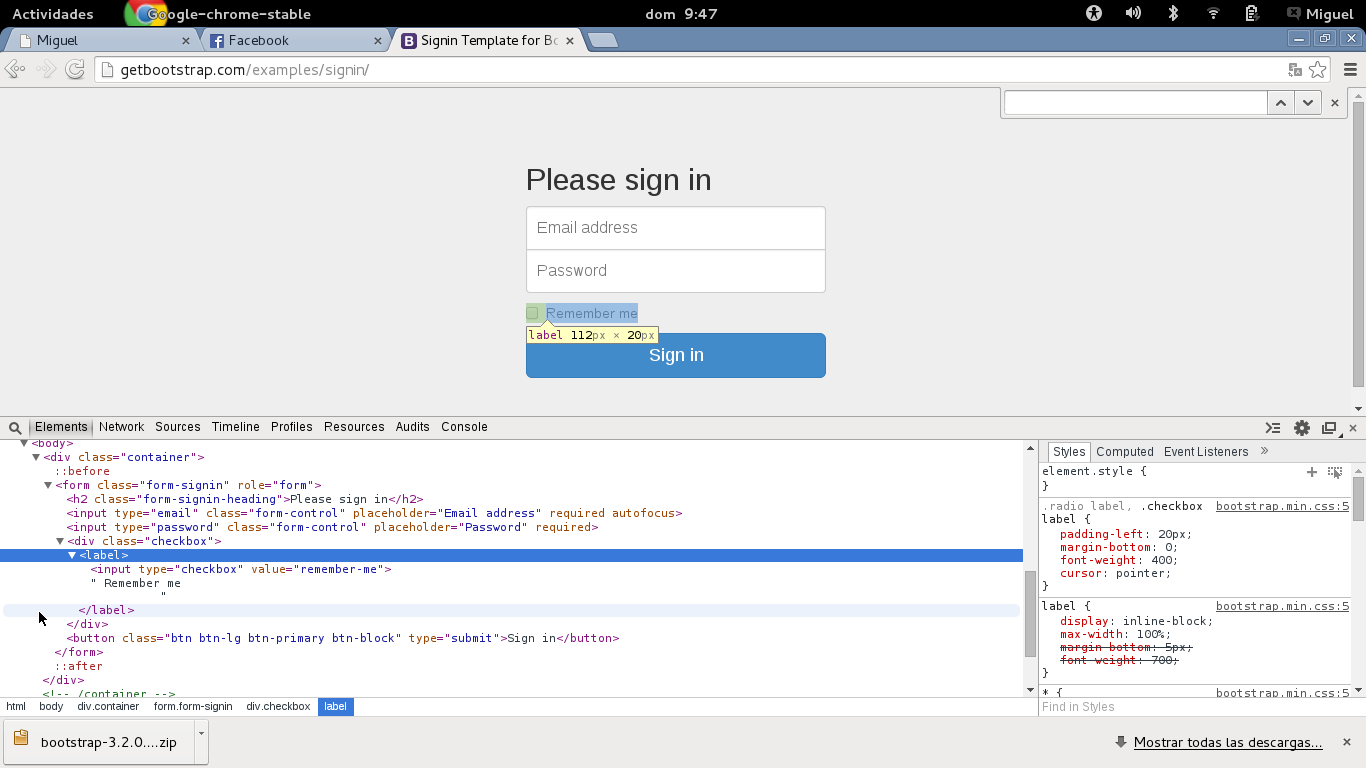 Actividades Google-chrome-stable dom 9:47 Miguel
Miguel Facebook Signin Template for Bo
getbootstrap.com/examples/signin/
Please sign in
Email address
Password
Remember me
label 112px × 20px
Sign in
Elements Network Sources Timeline Profiles Resources Audits Console
<body>
<div class="container">
::before
<form class="form-signin" role="form">
<h2 class="form-signin-heading">Please sign in</h2>
<input type="email" class="form-control" placeholder="Email address" required autofocus>
<input type="password" class="form-control" placeholder="Password" required>
<div class="checkbox">
<label>
<input type="checkbox" value="remember-me">
" Remember me
"
</label>
</div>
<button class="btn btn-lg btn-primary btn-block" type="submit">Sign in</button>
</form>
::after
</div>
<!-- /container -->
html body div.container form.form-signin div.checkbox label
Styles Computed Event Listeners »
element.style {
}
.radio label, .checkbox bootstrap.min.css:5
label {
padding-left: 20px;
margin-bottom: 0;
font-weight: 400;
cursor: pointer;
}
label { bootstrap.min.css:5
display: inline-block;
max-width: 100%;
margin-bottom: 5px;
font-weight: 700;
}
* { bootstrap.min.css:5
Find in Styles
bootstrap-3.2.0....zip
Mostrar todas las descargas...